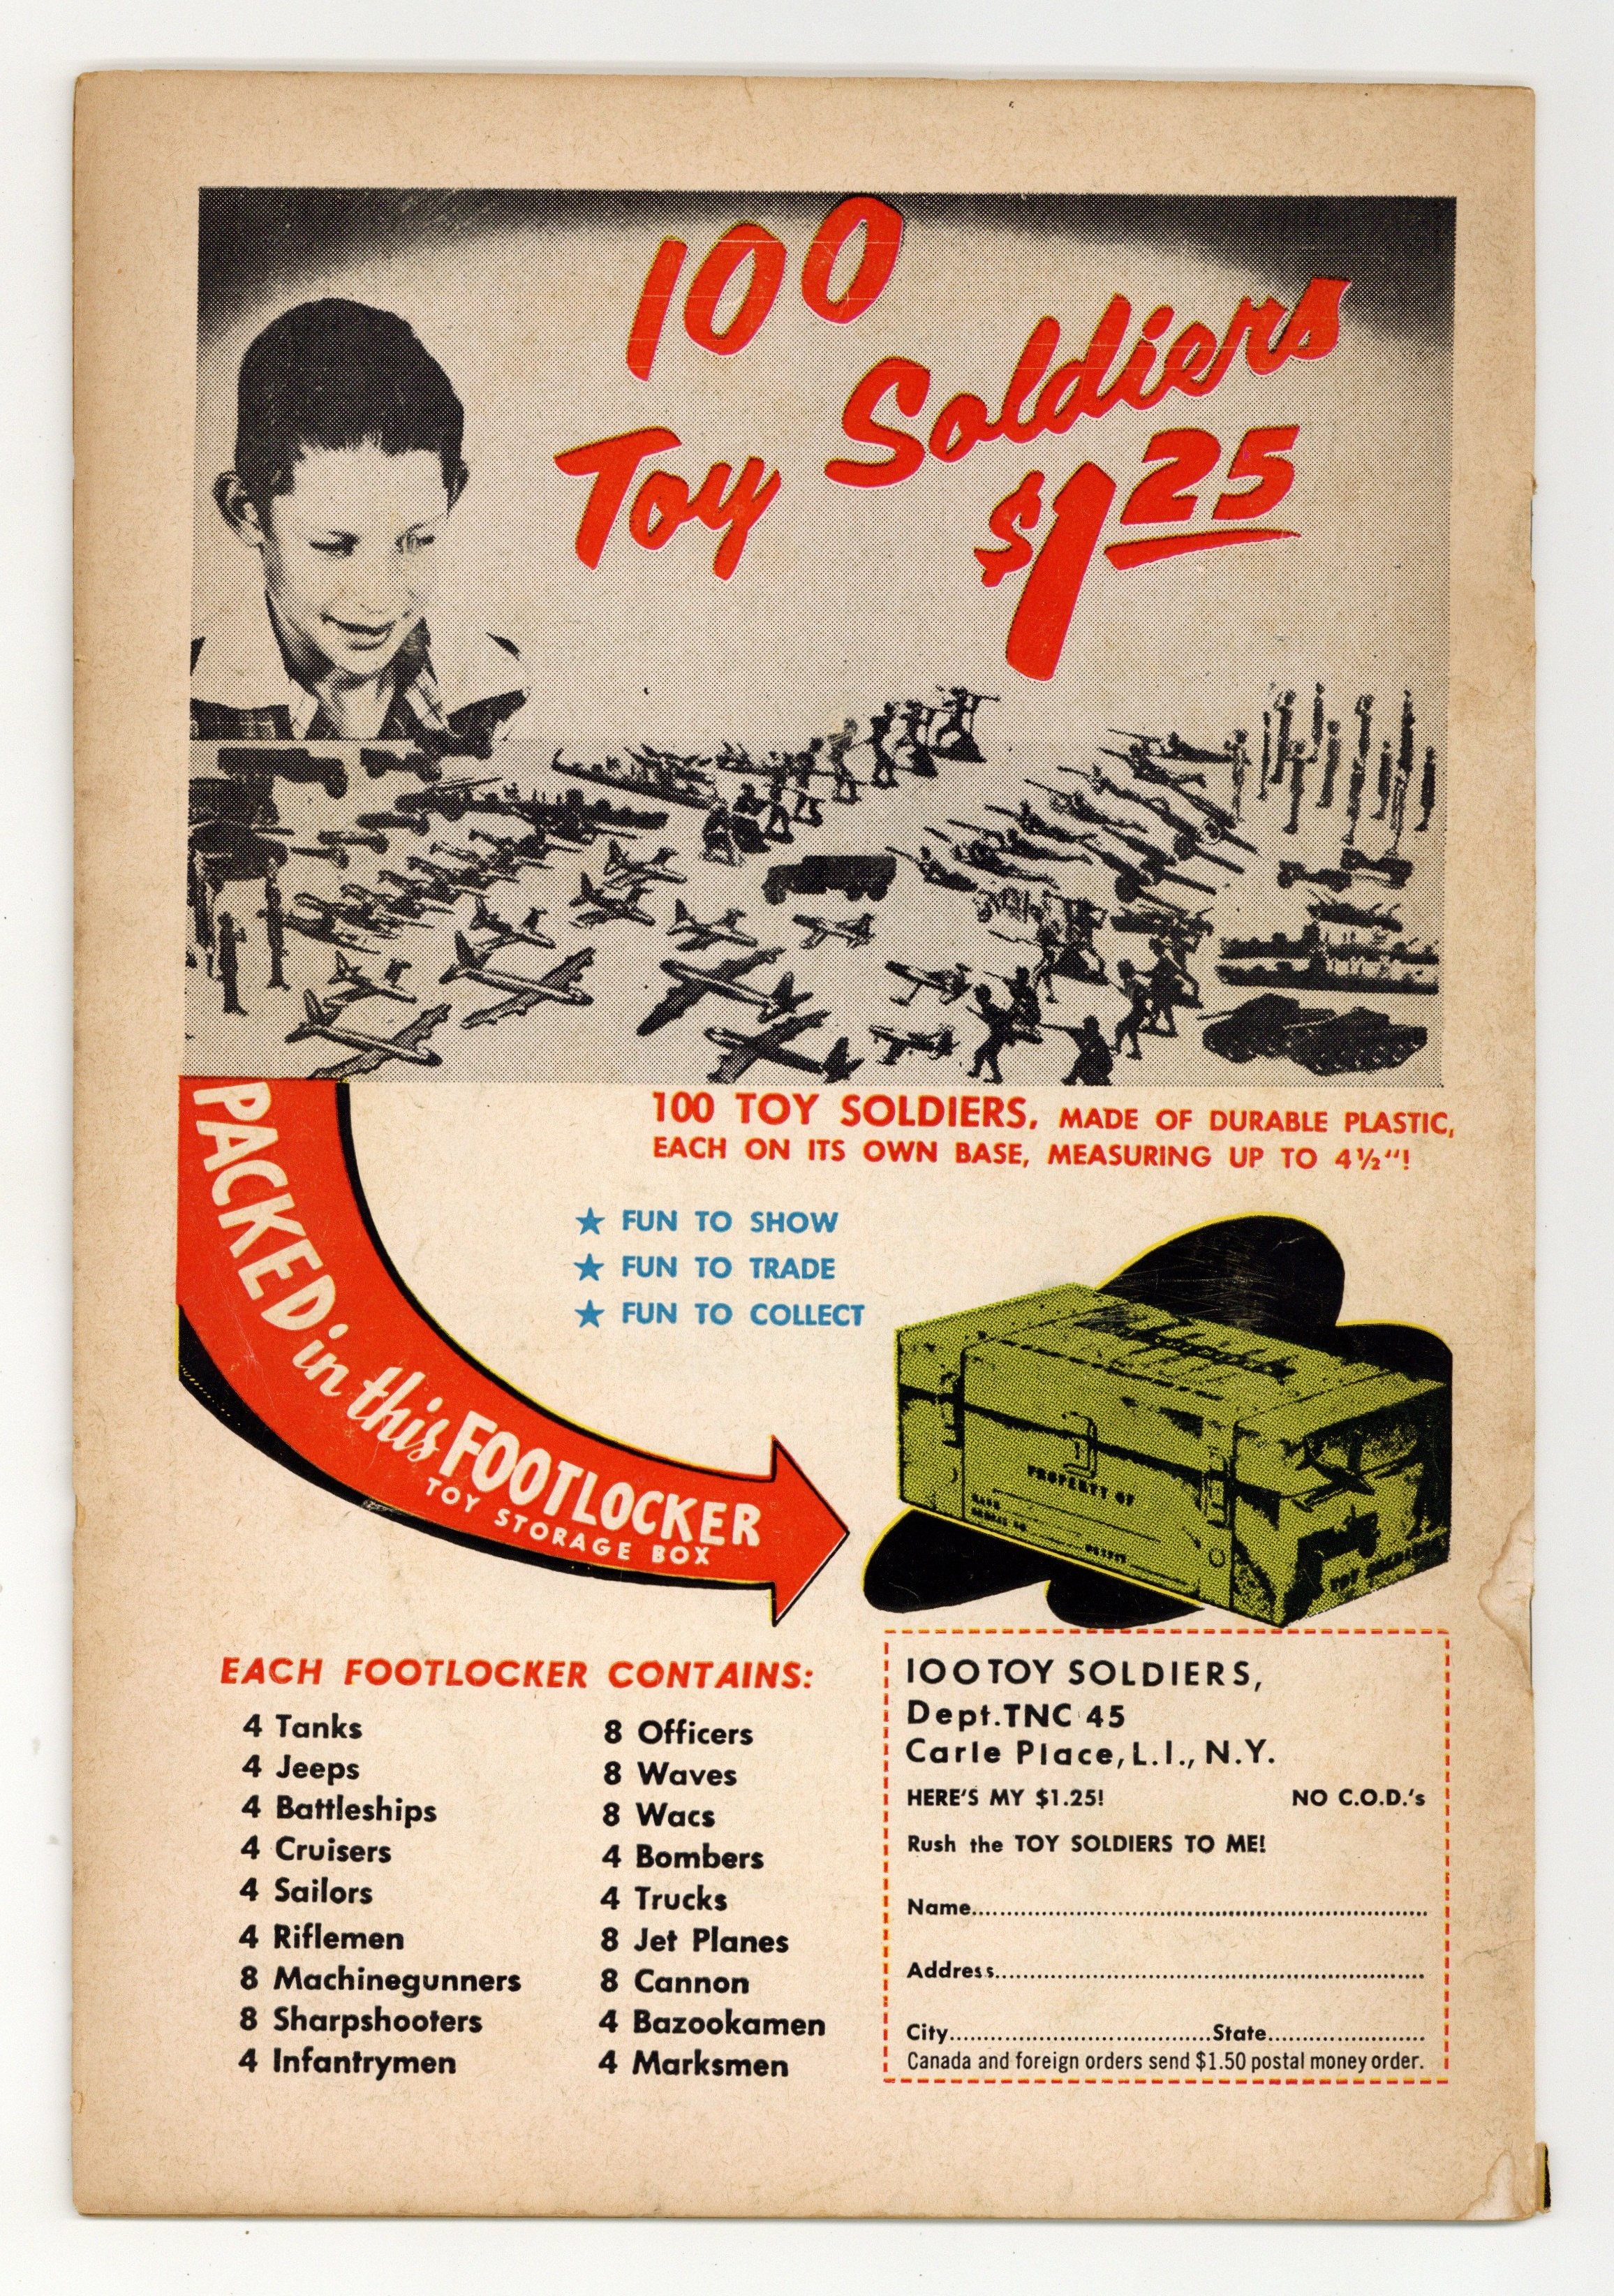 100
Toy Soldiers
$1 25
100 TOY SOLDIERS, MADE OF DURABLE PLASTIC,
EACH ON ITS OWN BASE, MEASURING UP TO 4½"!
★ FUN TO SHOW
★ FUN TO TRADE
★ FUN TO COLLECT
PACKED in this FOOTLOCKER
TOY STORAGE BOX
PROPERTY OF
EACH FOOTLOCKER CONTAINS:
4 Tanks
4 Jeeps
4 Battleships
4 Cruisers
4 Sailors
4 Riflemen
8 Machinegunners
8 Sharpshooters
4 Infantrymen
8 Officers
8 Waves
8 Wacs
4 Bombers
4 Trucks
8 Jet Planes
8 Cannon
4 Bazookamen
4 Marksmen
100 TOY SOLDIERS,
Dept. TNC 45
Carle Place, L.I., N.Y.
HERE'S MY $1.25! NO C.O.D.'s
Rush the TOY SOLDIERS TO ME!
Name
Address
City State
Canada and foreign orders send $1.50 postal money order.